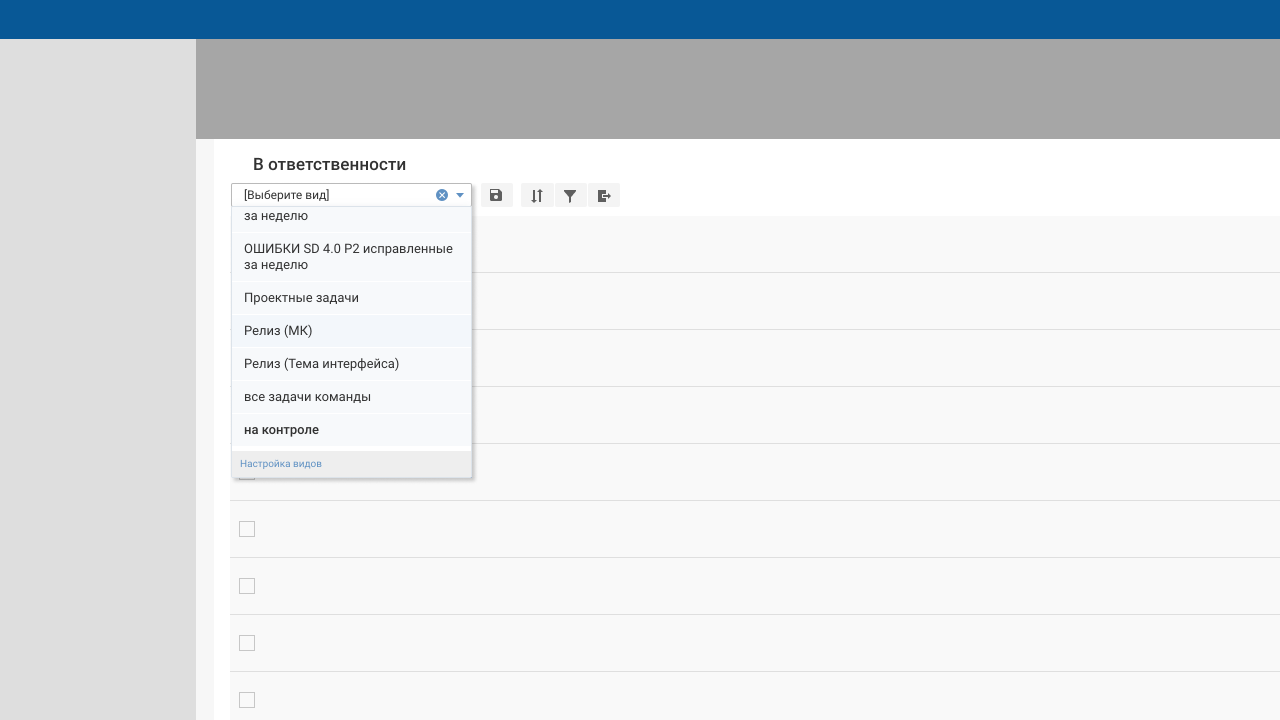 В ответственности
[Выберите вид]
за неделю
ОШИБКИ SD 4.0 P2 исправленные
за неделю
Проектные задачи
Релиз (МК)
Релиз (Тема интерфейса)
все задачи команды
на контроле
Настройка видов